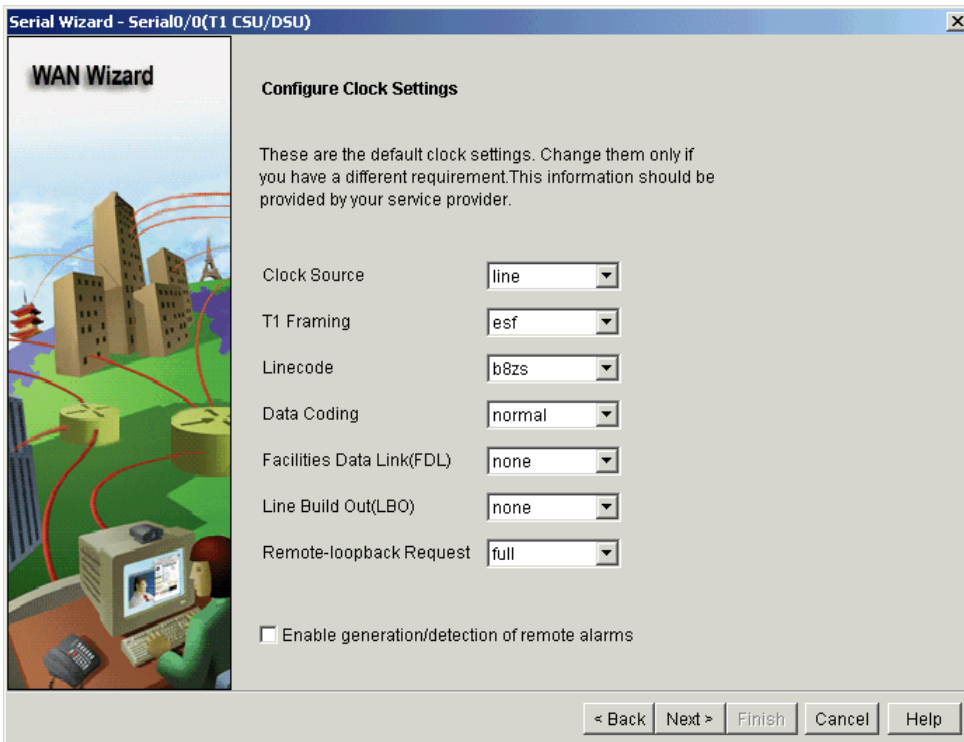 Serial Wizard - Serial0/0(T1 CSU/DSU)
WAN Wizard
Configure Clock Settings
These are the default clock settings. Change them only if
you have a different requirement.This information should be
provided by your service provider.
Clock Source line
T1 Framing esf
Linecode b8zs
Data Coding normal
Facilities Data Link(FDL) none
Line Build Out(LBO) none
Remote-loopback Request full
Enable generation/detection of remote alarms
< Back Next > Finish Cancel Help